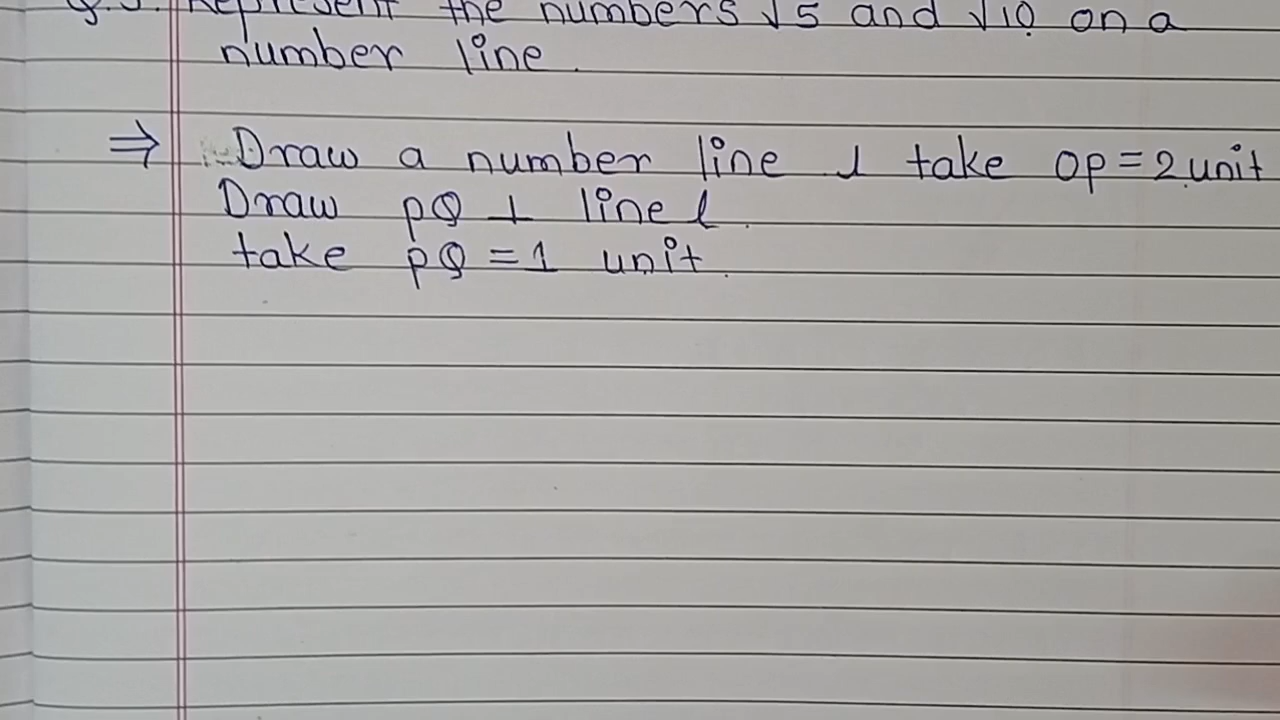 Q.3. Represent the numbers √5 and √10 on a
number line.
⇒ Draw a number line l take OP = 2 unit
Draw PQ ⊥ line l.
take PQ = 1 unit.